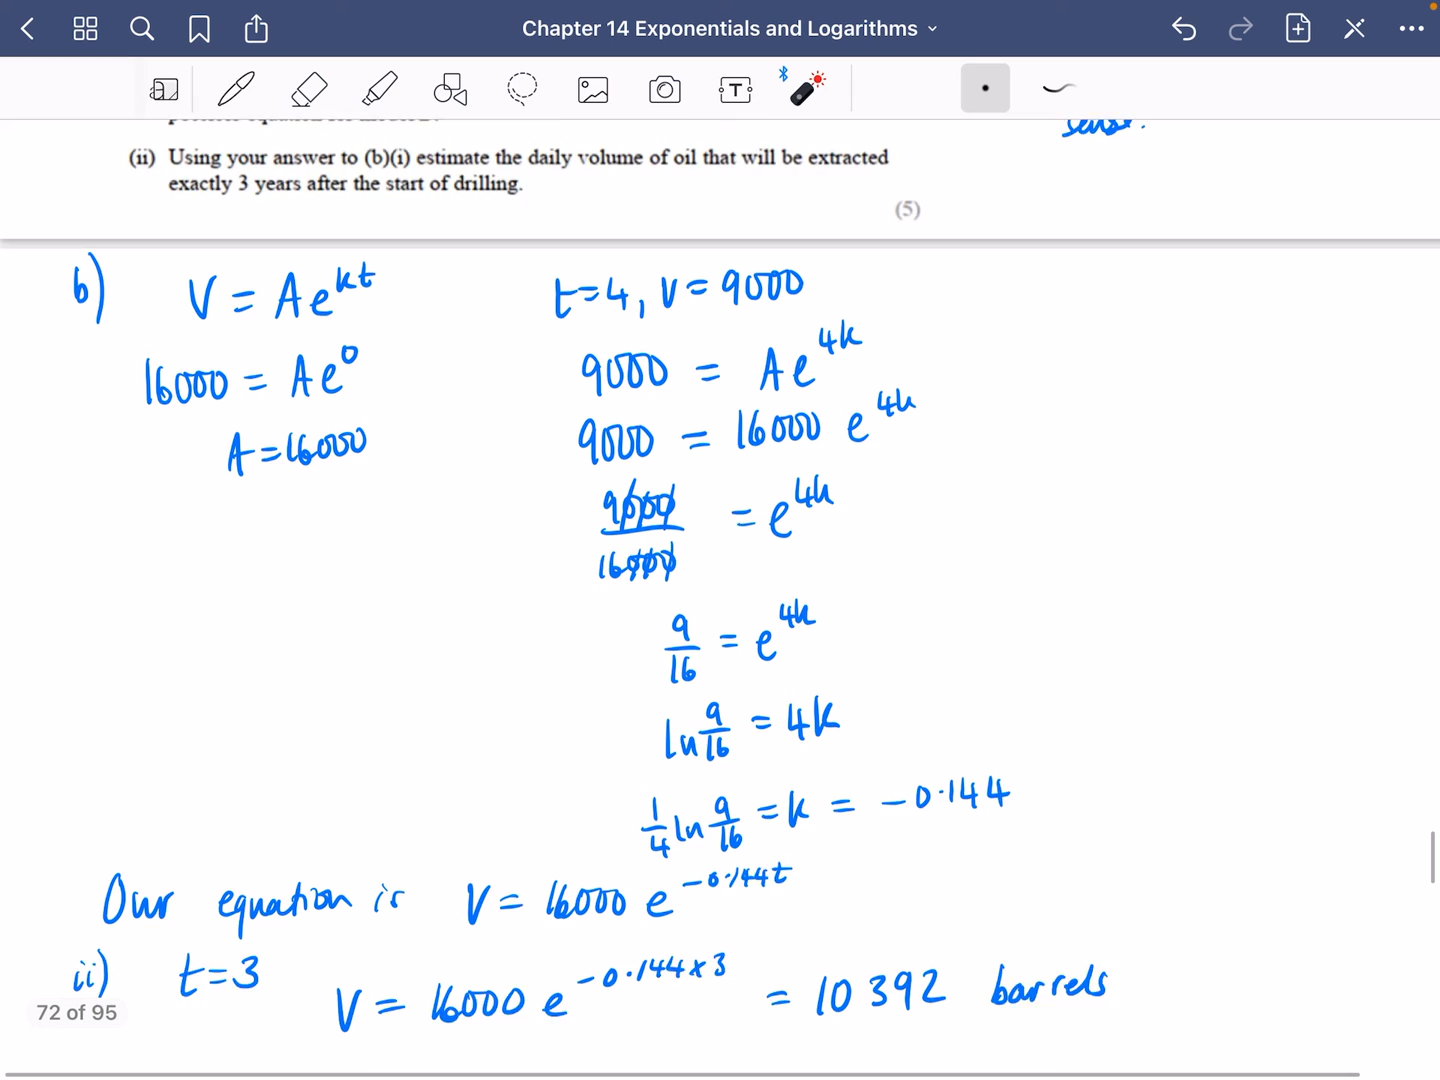 Chapter 14 Exponentials and Logarithms
sense.
(ii) Using your answer to (b)(i) estimate the daily volume of oil that will be extracted
exactly 3 years after the start of drilling.
(5)
b) V = Ae^{kt}
16000 = Ae^0
A = 16000
t=4, V= 9000
9000 = Ae^{4k}
9000 = 16000 e^{4k}
9000/16000 = e^{4k}
9/16 = e^{4k}
ln 9/16 = 4k
1/4 ln 9/16 = k = -0.144
Our equation is V = 16000 e^{-0.144t}
ii) t=3
V = 16000 e^{-0.144×3} = 10392 barrels
72 of 95